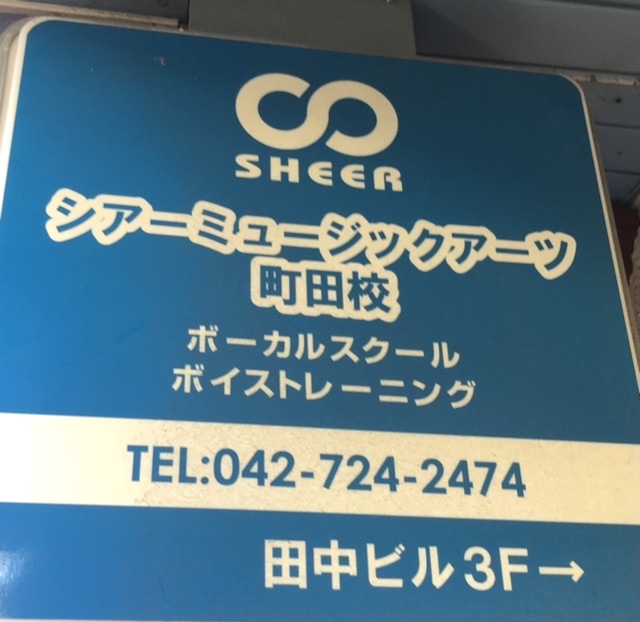 SHEER
シアーミュージックアーツ
町田校
ボーカルスクール
ボイストレーニング
TEL:042-724-2474
田中ビル3F→